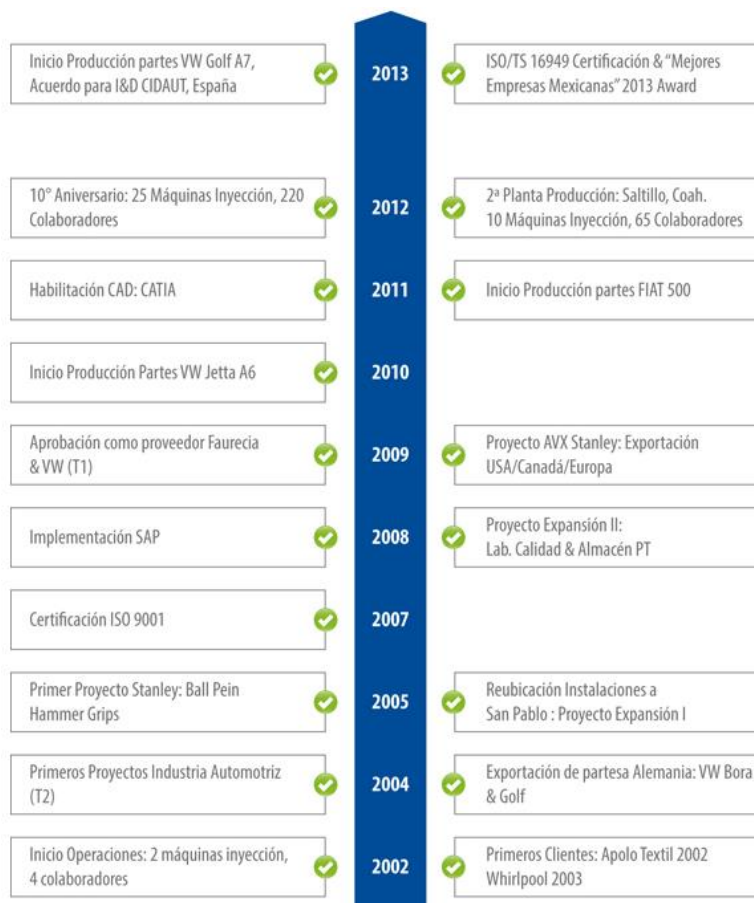 Inicio Producción partes VW Golf A7,
Acuerdo para I&D CIDAUT, España
2013
ISO/TS 16949 Certificación & “Mejores
Empresas Mexicanas” 2013 Award
10° Aniversario: 25 Máquinas Inyección, 220
Colaboradores
2012
2ª Planta Producción: Saltillo, Coah.
10 Máquinas Inyección, 65 Colaboradores
Habilitación CAD: CATIA
2011
Inicio Producción partes FIAT 500
Inicio Producción Partes VW Jetta A6
2010
Aprobación como proveedor Faurecia
& VW (T1)
2009
Proyecto AVX Stanley: Exportación
USA/Canadá/Europa
Implementación SAP
2008
Proyecto Expansión II:
Lab. Calidad & Almacén PT
Certificación ISO 9001
2007
Primer Proyecto Stanley: Ball Pein
Hammer Grips
2005
Reubicación Instalaciones a
San Pablo : Proyecto Expansión I
Primeros Proyectos Industria Automotriz
(T2)
2004
Exportación de partesa Alemania: VW Bora
& Golf
Inicio Operaciones: 2 máquinas inyección,
4 colaboradores
2002
Primeros Clientes: Apolo Textil 2002
Whirlpool 2003